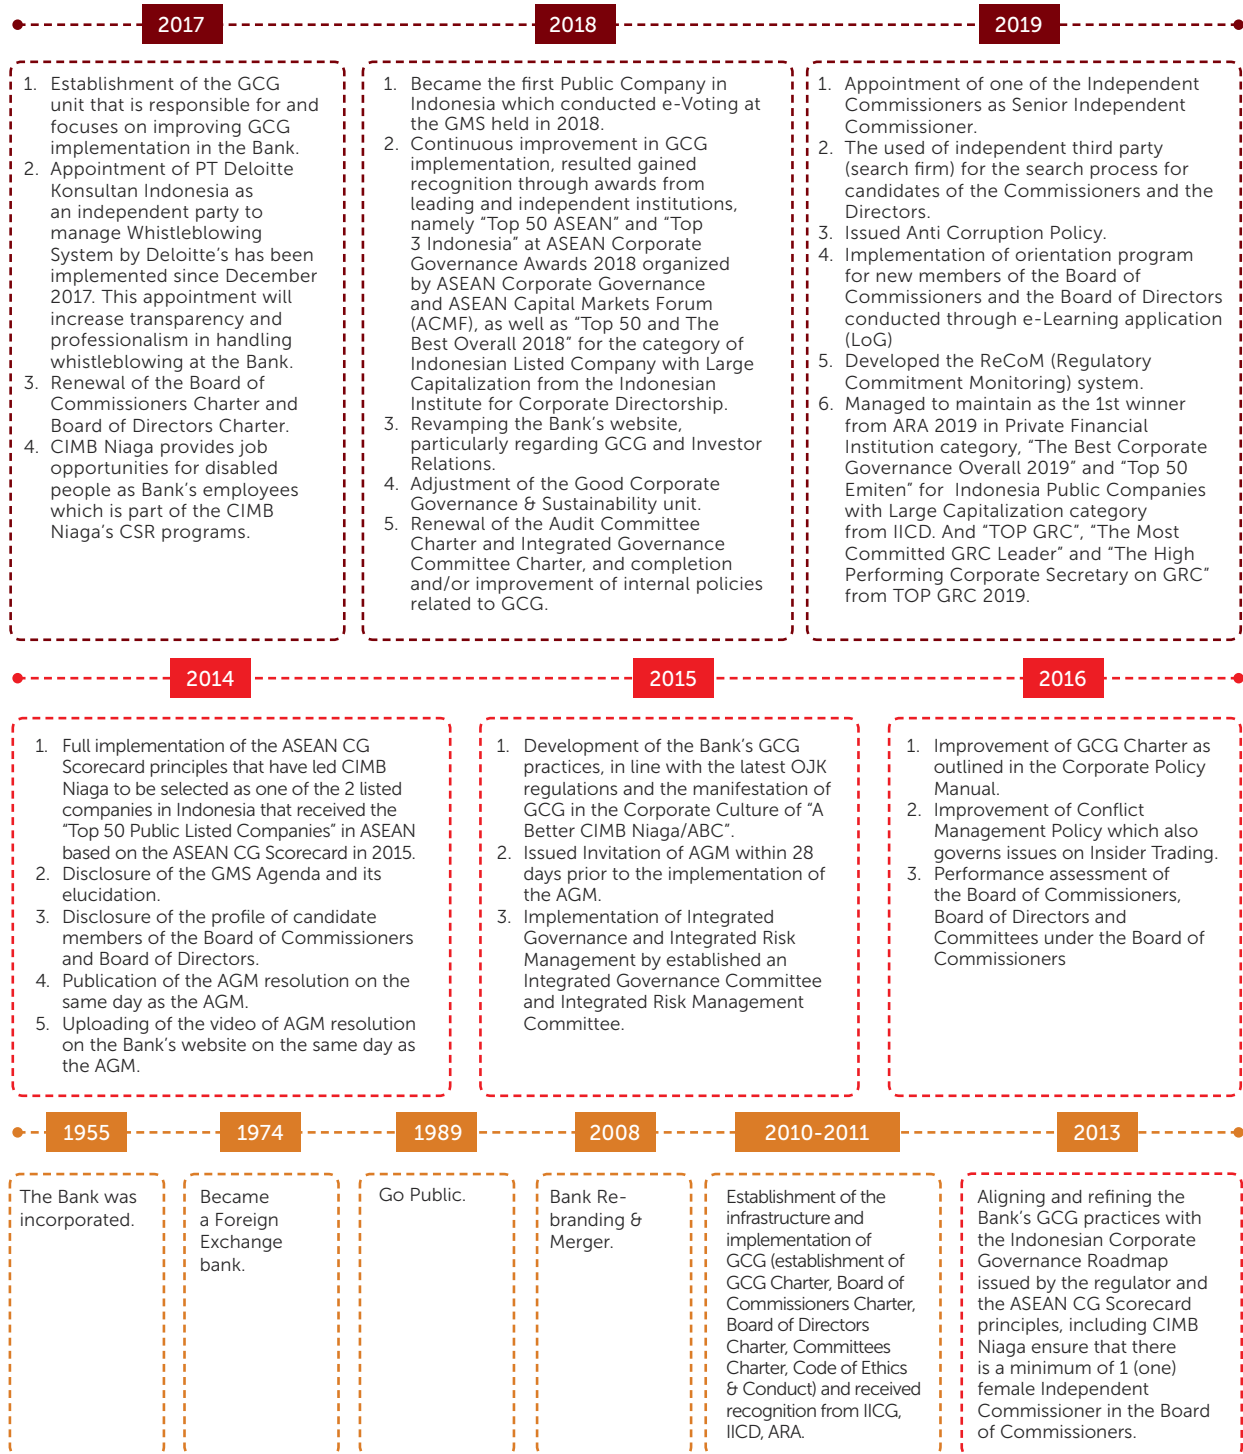 2017
1. Establishment of the GCG
unit that is responsible for and
focuses on improving GCG
implementation in the Bank.
2. Appointment of PT Deloitte
Konsultan Indonesia as
an independent party to
manage Whistleblowing
System by Deloitte's has been
implemented since December
2017. This appointment will
increase transparency and
professionalism in handling
whistleblowing at the Bank.
3. Renewal of the Board of
Commissioners Charter and
Board of Directors Charter.
4. CIMB Niaga provides job
opportunities for disabled
people as Bank's employees
which is part of the CIMB
Niaga's CSR programs.
2018
1. Became the first Public Company in
Indonesia which conducted e-Voting at
the GMS held in 2018.
2. Continuous improvement in GCG
implementation, resulted gained
recognition through awards from
leading and independent institutions,
namely "Top 50 ASEAN" and "Top
3 Indonesia" at ASEAN Corporate
Governance Awards 2018 organized
by ASEAN Corporate Governance
and ASEAN Capital Markets Forum
(ACMF), as well as "Top 50 and The
Best Overall 2018" for the category of
Indonesian Listed Company with Large
Capitalization from the Indonesian
Institute for Corporate Directorship.
3. Revamping the Bank's website,
particularly regarding GCG and Investor
Relations.
4. Adjustment of the Good Corporate
Governance & Sustainability unit.
5. Renewal of the Audit Committee
Charter and Integrated Governance
Committee Charter, and completion
and/or improvement of internal policies
related to GCG.
2019
1. Appointment of one of the Independent
Commissioners as Senior Independent
Commissioner.
2. The used of independent third party
(search firm) for the search process for
candidates of the Commissioners and the
Directors.
3. Issued Anti Corruption Policy.
4. Implementation of orientation program
for new members of the Board of
Commissioners and the Board of Directors
conducted through e-Learning application
(LoG)
5. Developed the ReCoM (Regulatory
Commitment Monitoring) system.
6. Managed to maintain as the 1st winner
from ARA 2019 in Private Financial
Institution category, "The Best Corporate
Governance Overall 2019" and "Top 50
Emiten" for Indonesia Public Companies
with Large Capitalization category
from IICD. And "TOP GRC", "The Most
Committed GRC Leader" and "The High
Performing Corporate Secretary on GRC"
from TOP GRC 2019.
2014
1. Full implementation of the ASEAN CG
Scorecard principles that have led CIMB
Niaga to be selected as one of the 2 listed
companies in Indonesia that received the
"Top 50 Public Listed Companies" in ASEAN
based on the ASEAN CG Scorecard in 2015.
2. Disclosure of the GMS Agenda and its
elucidation.
3. Disclosure of the profile of candidate
members of the Board of Commissioners
and Board of Directors.
4. Publication of the AGM resolution on the
same day as the AGM.
5. Uploading of the video of AGM resolution
on the Bank's website on the same day as
the AGM.
2015
1. Development of the Bank's GCG
practices, in line with the latest OJK
regulations and the manifestation of
GCG in the Corporate Culture of "A
Better CIMB Niaga/ABC".
2. Issued Invitation of AGM within 28
days prior to the implementation of
the AGM.
3. Implementation of Integrated
Governance and Integrated Risk
Management by established an
Integrated Governance Committee
and Integrated Risk Management
Committee.
2016
1. Improvement of GCG Charter as
outlined in the Corporate Policy
Manual.
2. Improvement of Conflict
Management Policy which also
governs issues on Insider Trading.
3. Performance assessment of
the Board of Commissioners,
Board of Directors and
Committees under the Board of
Commissioners
1955
The Bank was
incorporated.
1974
Became
a Foreign
Exchange
bank.
1989
Go Public.
2008
Bank Re-
branding &
Merger.
2010-2011
Establishment of the
infrastructure and
implementation of
GCG (establishment of
GCG Charter, Board of
Commissioners Charter,
Board of Directors
Charter, Committees
Charter, Code of Ethics
& Conduct) and received
recognition from IICG,
IICD, ARA.
2013
Aligning and refining the
Bank's GCG practices with
the Indonesian Corporate
Governance Roadmap
issued by the regulator and
the ASEAN CG Scorecard
principles, including CIMB
Niaga ensure that there
is a minimum of 1 (one)
female Independent
Commissioner in the Board
of Commissioners.